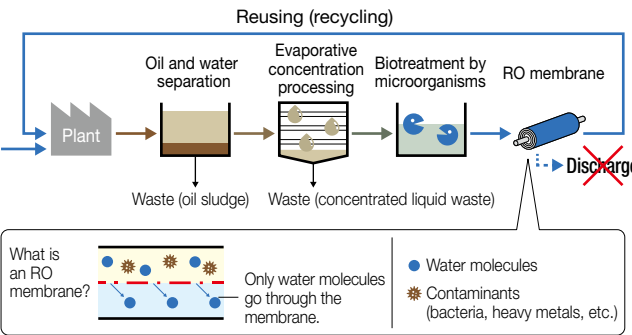 Reusing (recycling)
Oil and water
separation
Evaporative
concentration
processing
Biotreatment by
microorganisms
RO membrane
Plant
Discharge
Waste (oil sludge)
Waste (concentrated liquid waste)
What is
an RO
membrane?
Only water molecules
go through the
membrane.
Water molecules
Contaminants
(bacteria, heavy metals, etc.)